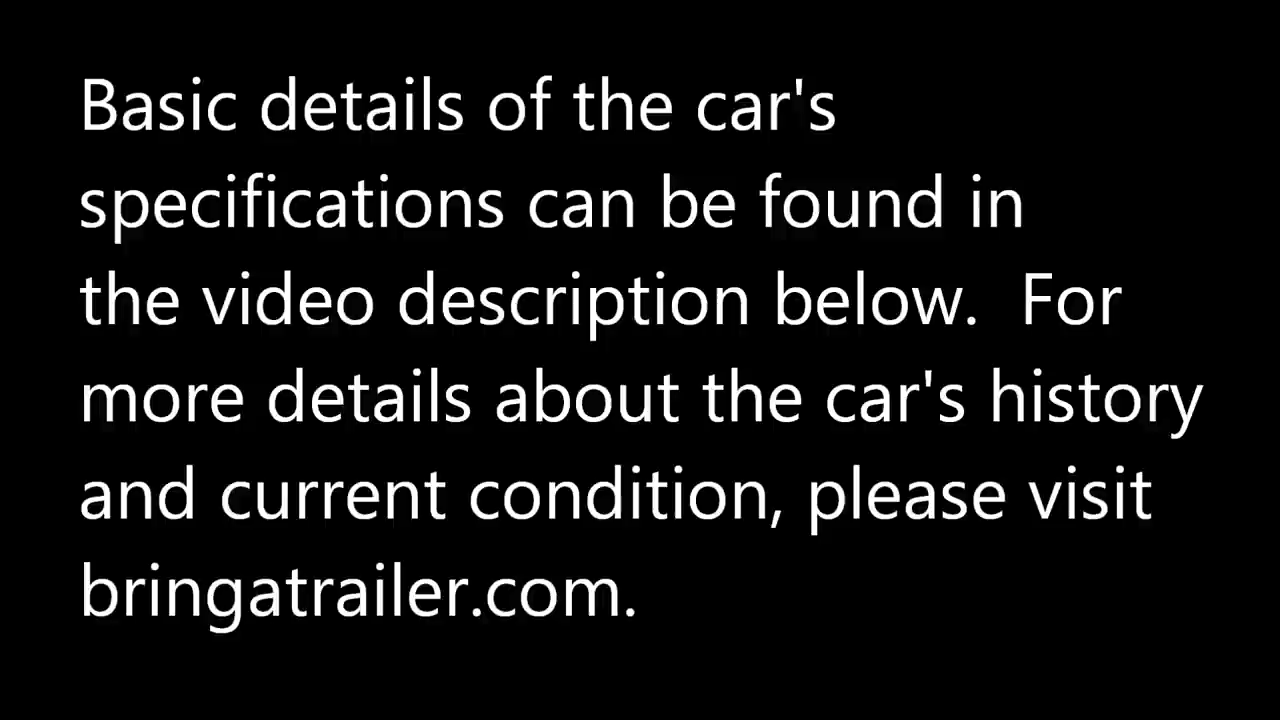 Basic details of the car's
specifications can be found in
the video description below.  For
more details about the car's history
and current condition, please visit
bringatrailer.com.